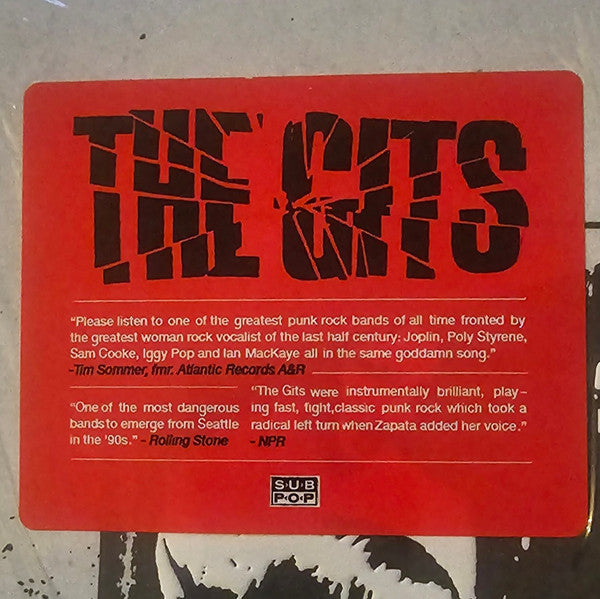 THE GITS
“Please listen to one of the greatest punk rock bands of all time fronted by
the greatest woman rock vocalist of the last half century: Joplin, Poly Styrene,
Sam Cooke, Iggy Pop and Ian MacKaye all in the same goddamn song.”
-Tim Sommer, fmr. Atlantic Records A&R
“One of the most dangerous
bands to emerge from Seattle
in the '90s.” - Rolling Stone
“The Gits were instrumentally brilliant, play-
ing fast, tight,classic punk rock which took a
radical left turn when Zapata added her voice.”
- NPR
SUB
POP